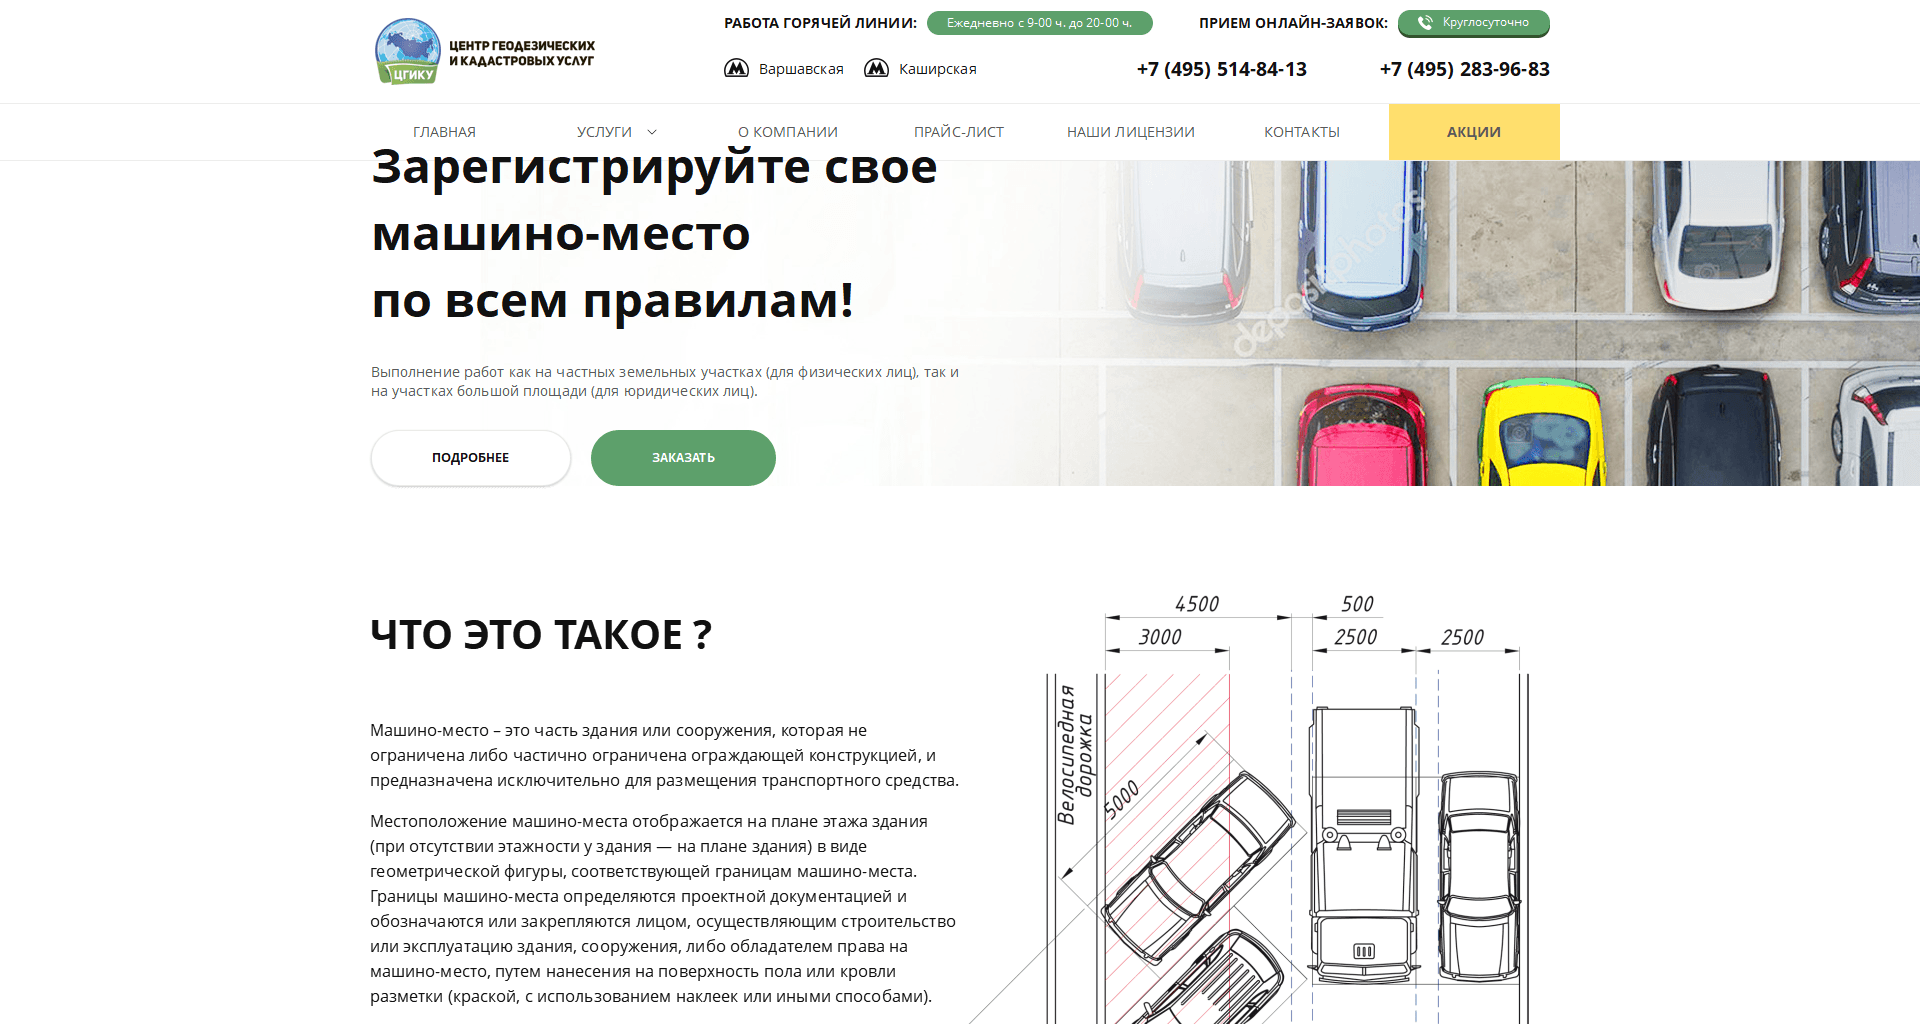 ЦЕНТР ГЕОДЕЗИЧЕСКИХ
И КАДАСТРОВЫХ УСЛУГ
ЦГИКУ
РАБОТА ГОРЯЧЕЙ ЛИНИИ:
Ежедневно с 9-00 ч. до 20-00 ч.
ПРИЕМ ОНЛАЙН-ЗАЯВОК:
Круглосуточно
Варшавская
Каширская
+7 (495) 514-84-13
+7 (495) 283-96-83
ГЛАВНАЯ
УСЛУГИ
О КОМПАНИИ
ПРАЙС-ЛИСТ
НАШИ ЛИЦЕНЗИИ
КОНТАКТЫ
АКЦИИ
Зарегистрируйте свое
машино-место
по всем правилам!
depositphotos
Выполнение работ как на частных земельных участках (для физических лиц), так и
на участках большой площади (для юридических лиц).
ПОДРОБНЕЕ
ЗАКАЗАТЬ
ЧТО ЭТО ТАКОЕ ?
Машино-место – это часть здания или сооружения, которая не
ограничена либо частично ограничена ограждающей конструкцией, и
предназначена исключительно для размещения транспортного средства.
Местоположение машино-места отображается на плане этажа здания
(при отсутствии этажности у здания — на плане здания) в виде
геометрической фигуры, соответствующей границам машино-места.
Границы машино-места определяются проектной документацией и
обозначаются или закрепляются лицом, осуществляющим строительство
или эксплуатацию здания, сооружения, либо обладателем права на
машино-место, путем нанесения на поверхность пола или кровли
разметки (краской, с использованием наклеек или иными способами).
4500
500
3000
2500
2500
Велосипедная
дорожка
5000